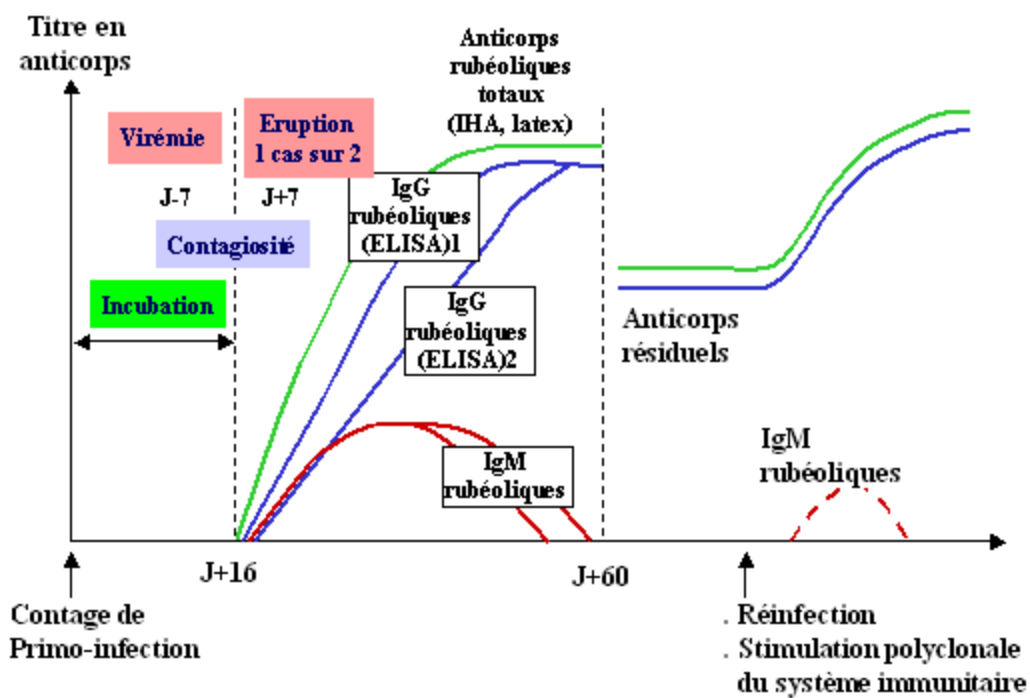 Titre en
anticorps
Anticorps
rubéoliques
totaux
(IHA, latex)
Virémie
Eruption
1 cas sur 2
J-7
J+7
IgG
rubéoliques
(ELISA)1
Contagiosité
Incubation
IgG
rubéoliques
(ELISA)2
Anticorps
résiduels
IgM
rubéoliques
IgM
rubéoliques
J+16
J+60
Contage de
Primo-infection
. Réinfection
. Stimulation polyclonale
du système immunitaire